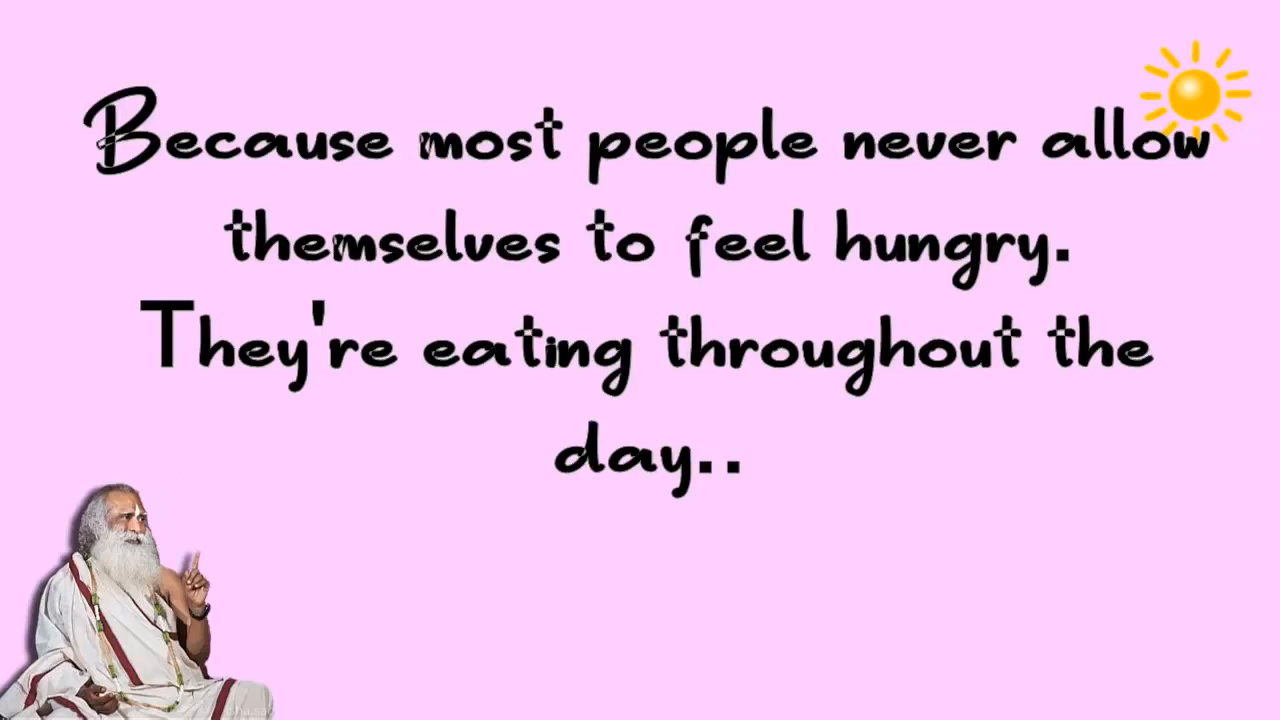 Because most people never allow
themselves to feel hungry.
They're eating throughout the
day..